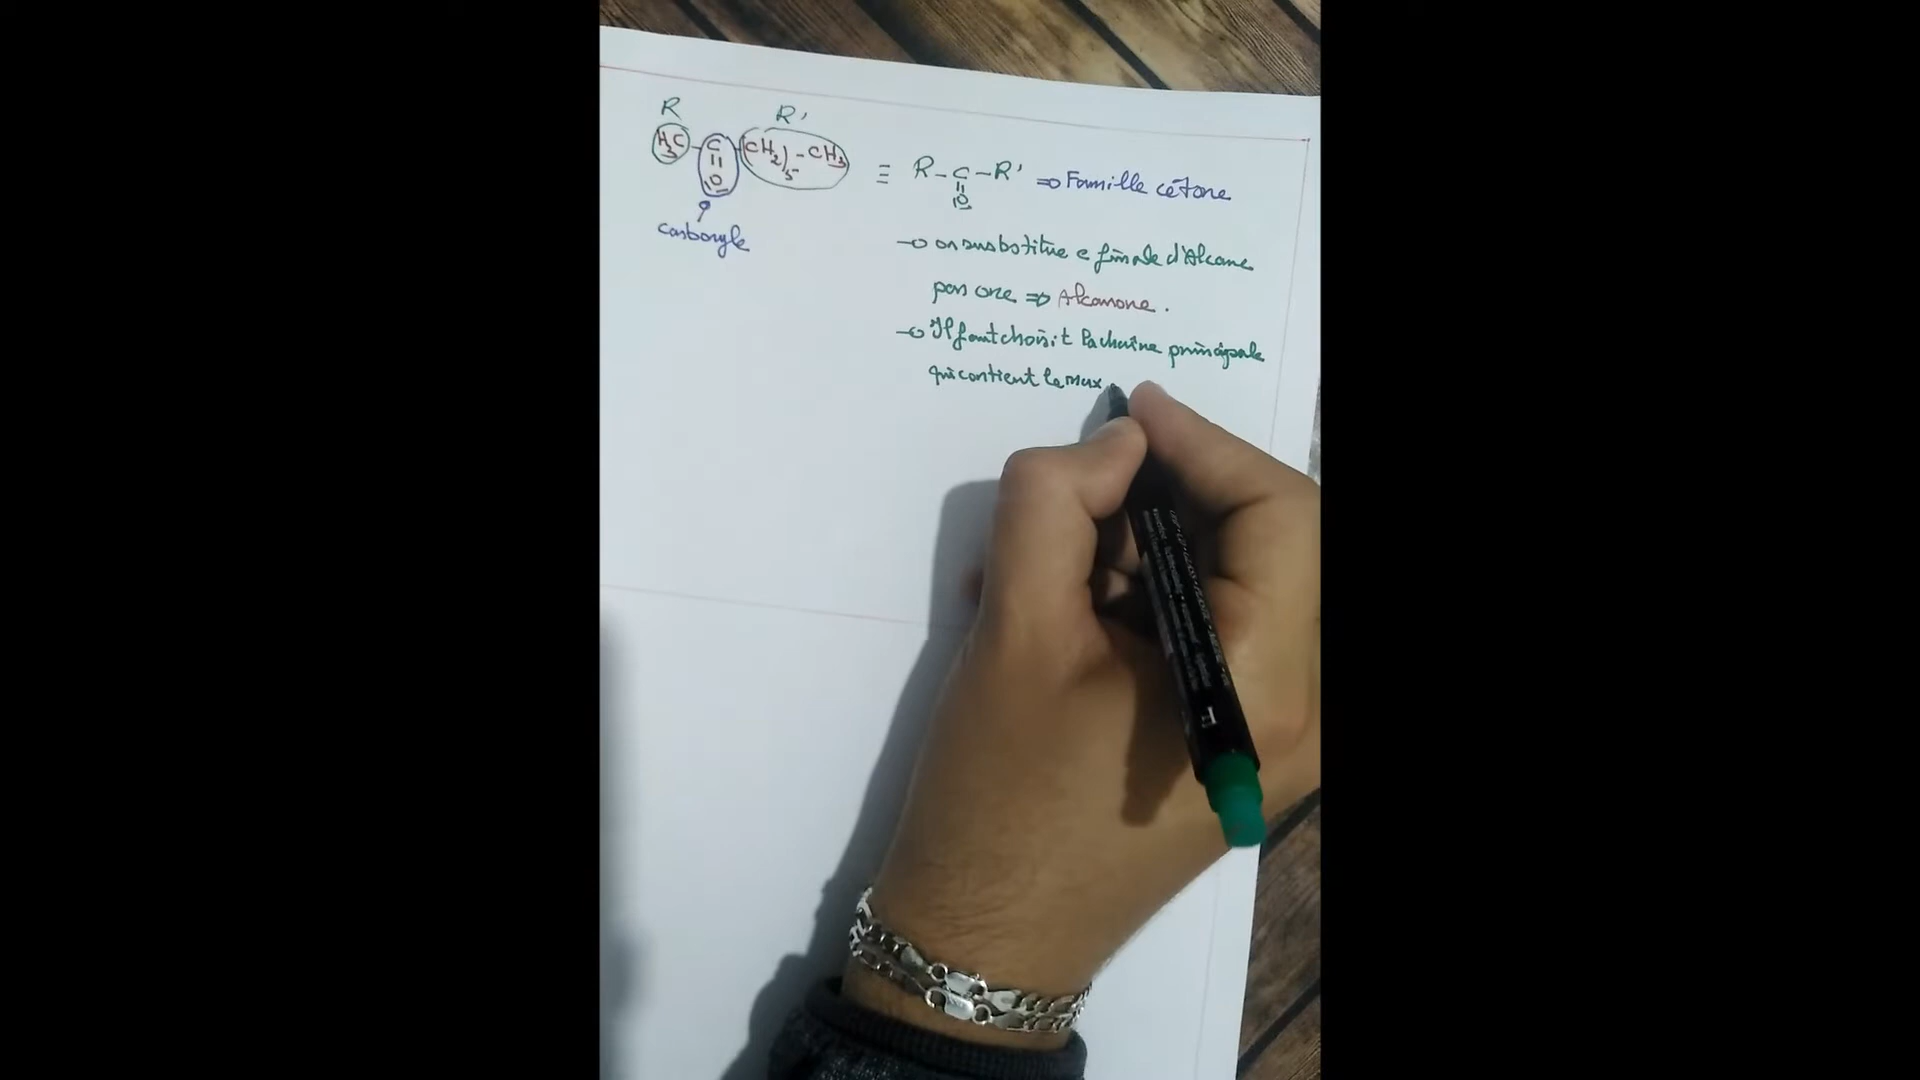 R R'
H3C - C - (CH2)5 - CH3 ≡ R - C - R' ⇒ Famille cétone
|| ||
O O
carbonyle
→ on substitue e finale d'Alcane
par one ⇒ Alcanone.
→ Il faut choisit la chaîne principale
qui contient le max